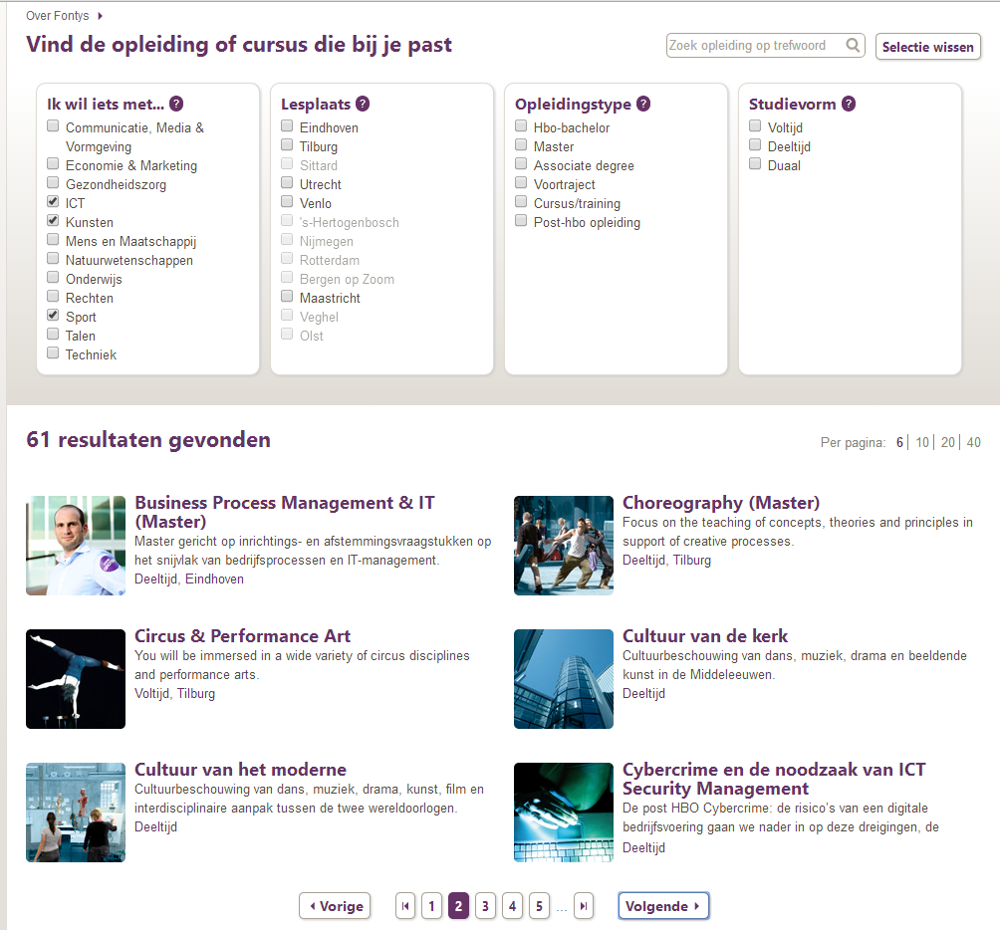 Over Fontys
Vind de opleiding of cursus die bij je past
Zoek opleiding op trefwoord
Selectie wissen
Ik wil iets met... ?
Communicatie, Media &
Vormgeving
Economie & Marketing
Gezondheidszorg
ICT
Kunsten
Mens en Maatschappij
Natuurwetenschappen
Onderwijs
Rechten
Sport
Talen
Techniek
Lesplaats ?
Eindhoven
Tilburg
Sittard
Utrecht
Venlo
's-Hertogenbosch
Nijmegen
Rotterdam
Bergen op Zoom
Maastricht
Veghel
Olst
Opleidingstype ?
Hbo-bachelor
Master
Associate degree
Voortraject
Cursus/training
Post-hbo opleiding
Studievorm ?
Voltijd
Deeltijd
Duaal
61 resultaten gevonden
Per pagina: 6 | 10 | 20 | 40
Business Process Management & IT
(Master)
Master gericht op inrichtings- en afstemmingsvraagstukken op
het snijvlak van bedrijfsprocessen en IT-management.
Deeltijd, Eindhoven
Choreography (Master)
Focus on the teaching of concepts, theories and principles in
support of creative processes.
Deeltijd, Tilburg
Circus & Performance Art
You will be immersed in a wide variety of circus disciplines
and performance arts.
Voltijd, Tilburg
Cultuur van de kerk
Cultuurbeschouwing van dans, muziek, drama en beeldende
kunst in de Middeleeuwen.
Deeltijd
Cultuur van het moderne
Cultuurbeschouwing van dans, muziek, drama, kunst, film en
interdisciplinaire aanpak tussen de twee wereldoorlogen.
Deeltijd
Cybercrime en de noodzaak van ICT
Security Management
De post HBO Cybercrime: de risico's van een digitale
bedrijfsvoering gaan we nader in op deze dreigingen, de
Deeltijd
Vorige 1 2 3 4 5 ... Volgende